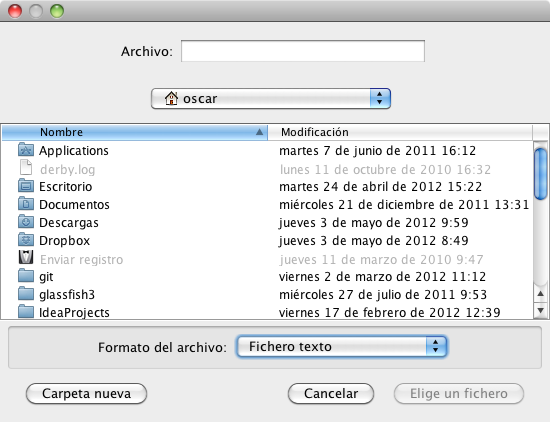 Archivo:
oscar
Nombre Modificación
Applications martes 7 de junio de 2011 16:12
derby.log lunes 11 de octubre de 2010 16:32
Escritorio martes 24 de abril de 2012 15:22
Documentos miércoles 21 de diciembre de 2011 13:31
Descargas jueves 3 de mayo de 2012 9:59
Dropbox jueves 3 de mayo de 2012 8:49
Enviar registro jueves 11 de marzo de 2010 9:47
git viernes 2 de marzo de 2012 11:12
glassfish3 miércoles 27 de julio de 2011 9:53
IdeaProjects viernes 17 de febrero de 2012 12:39
Formato del archivo: Fichero texto
Carpeta nueva Cancelar Elige un fichero